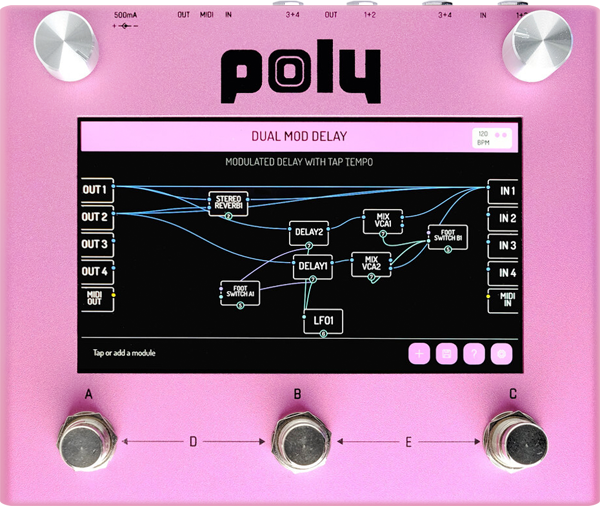 500mA
OUT MIDI IN
3+4 OUT 1+2
3+4 IN
poly
DUAL MOD DELAY
120
BPM
MODULATED DELAY WITH TAP TEMPO
OUT 1
OUT 2
OUT 3
OUT 4
MIDI
OUT
STEREO
REVERB1
DELAY2
MIX
VCA1
FOOT
SWITCH B1
DELAY1
MIX
VCA2
FOOT
SWITCH A1
LFO1
IN 1
IN 2
IN 3
IN 4
MIDI
IN
Tap or add a module
+
?
A
B
C
D
E